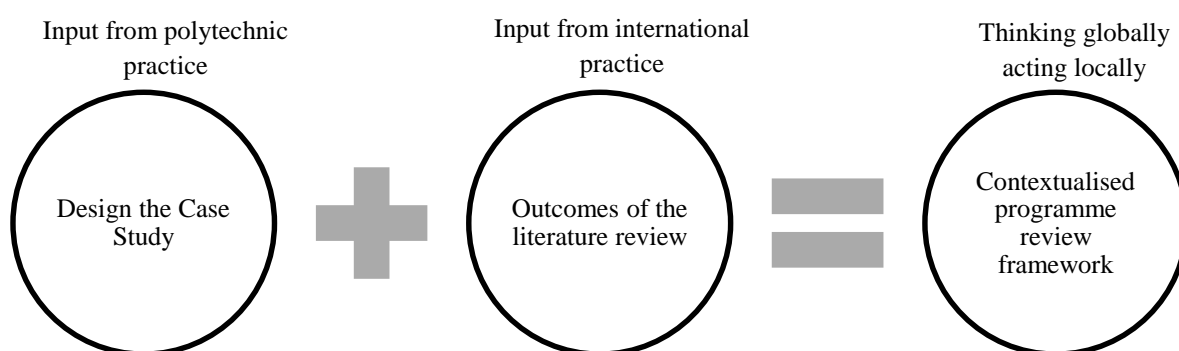 Input from polytechnic
practice
Input from international
practice
Thinking globally
acting locally
Design the Case
Study
Outcomes of the
literature review
Contextualised
programme
review
framework